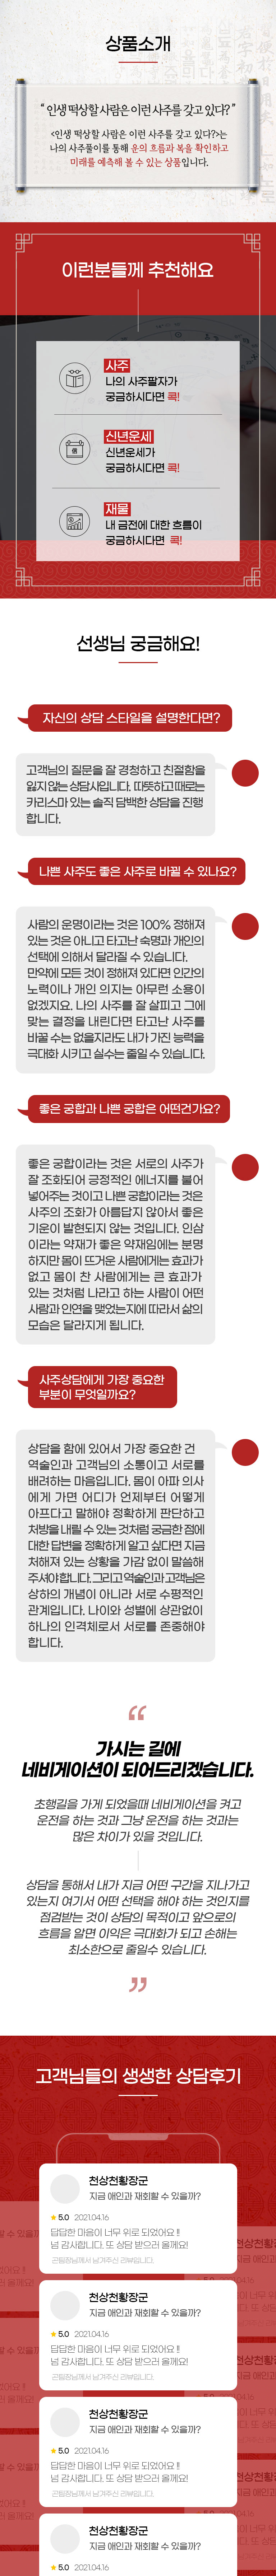 상품소개
“ 인생 떡상할 사람은 이런 사주를 갖고 있다? ”
<인생 떡상할 사람은 이런 사주를 갖고 있다?>는
나의 사주풀이를 통해 운의 흐름과 복을 확인하고
미래를 예측해 볼 수 있는 상품입니다.
이런분들께 추천해요
사주
나의 사주팔자가
궁금하시다면 콕!
신년운세
신년운세가
궁금하시다면 콕!
재물
내 금전에 대한 흐름이
궁금하시다면 콕!
선생님 궁금해요!
자신의 상담 스타일을 설명한다면?
고객님의 질문을 잘 경청하고 친절함을
잃지 않는 상담사입니다. 따뜻하고 때로는
카리스마 있는 솔직 담백한 상담을 진행
합니다.
나쁜 사주도 좋은 사주로 바뀔 수 있나요?
사람의 운명이라는 것은 100% 정해져
있는 것은 아니고 타고난 숙명과 개인의
선택에 의해서 달라질 수 있습니다.
만약에 모든 것이 정해져 있다면 인간의
노력이나 개인 의지는 아무런 소용이
없겠지요. 나의 사주를 잘 살피고 그에
맞는 결정을 내린다면 타고난 사주를
바꿀 수는 없을지라도 내가 가진 능력을
극대화 시키고 실수는 줄일 수 있습니다.
좋은 궁합과 나쁜 궁합은 어떤건가요?
좋은 궁합이라는 것은 서로의 사주가
잘 조화되어 긍정적인 에너지를 불어
넣어주는 것이고 나쁜 궁합이라는 것은
사주의 조화가 아름답지 않아서 좋은
기운이 발현되지 않는 것입니다. 인삼
이라는 약재가 좋은 약재임에는 분명
하지만 몸이 뜨거운 사람에게는 효과가
없고 몸이 찬 사람에게는 큰 효과가
있는 것처럼 나라고 하는 사람이 어떤
사람과 인연을 맺었는지에 따라서 삶의
모습은 달라지게 됩니다.
사주상담에게 가장 중요한
부분이 무엇일까요?
상담을 함에 있어서 가장 중요한 건
역술인과 고객님의 소통이고 서로를
배려하는 마음입니다. 몸이 아파 의사
에게 가면 어디가 언제부터 어떻게
아프다고 말해야 정확하게 판단하고
처방을 내릴 수 있는 것처럼 궁금한 점에
대한 답변을 정확하게 알고 싶다면 지금
처해져 있는 상황을 가감 없이 말씀해
주셔야 합니다. 그리고 역술인과 고객님은
상하의 개념이 아니라 서로 수평적인
관계입니다. 나이와 성별에 상관없이
하나의 인격체로서 서로를 존중해야
합니다.
“
가시는 길에
네비게이션이 되어드리겠습니다.
초행길을 가게 되었을때 네비게이션을 켜고
운전을 하는 것과 그냥 운전을 하는 것과는
많은 차이가 있을 것입니다.
상담을 통해서 내가 지금 어떤 구간을 지나가고
있는지 여기서 어떤 선택을 해야 하는 것인지를
점검받는 것이 상담의 목적이고 앞으로의
흐름을 알면 이익은 극대화가 되고 손해는
최소한으로 줄일수 있습니다.
”
고객님들의 생생한 상담후기
천상천황장군
지금 애인과 재회할 수 있을까?
★ 5.0 2021.04.16
답답한 마음이 너무 위로 되었어요 !!
넘 감사합니다. 또 상담 받으러 올께요!
곤팀장님께서 남겨주신 리뷰입니다.
천상천황장군
지금 애인과 재회할 수 있을까?
★ 5.0 2021.04.16
답답한 마음이 너무 위로 되었어요 !!
넘 감사합니다. 또 상담 받으러 올께요!
곤팀장님께서 남겨주신 리뷰입니다.
천상천황장군
지금 애인과 재회할 수 있을까?
★ 5.0 2021.04.16
답답한 마음이 너무 위로 되었어요 !!
넘 감사합니다. 또 상담 받으러 올께요!
곤팀장님께서 남겨주신 리뷰입니다.
천상천황장군
지금 애인과 재회할 수 있을까?
★ 5.0 2021.04.16